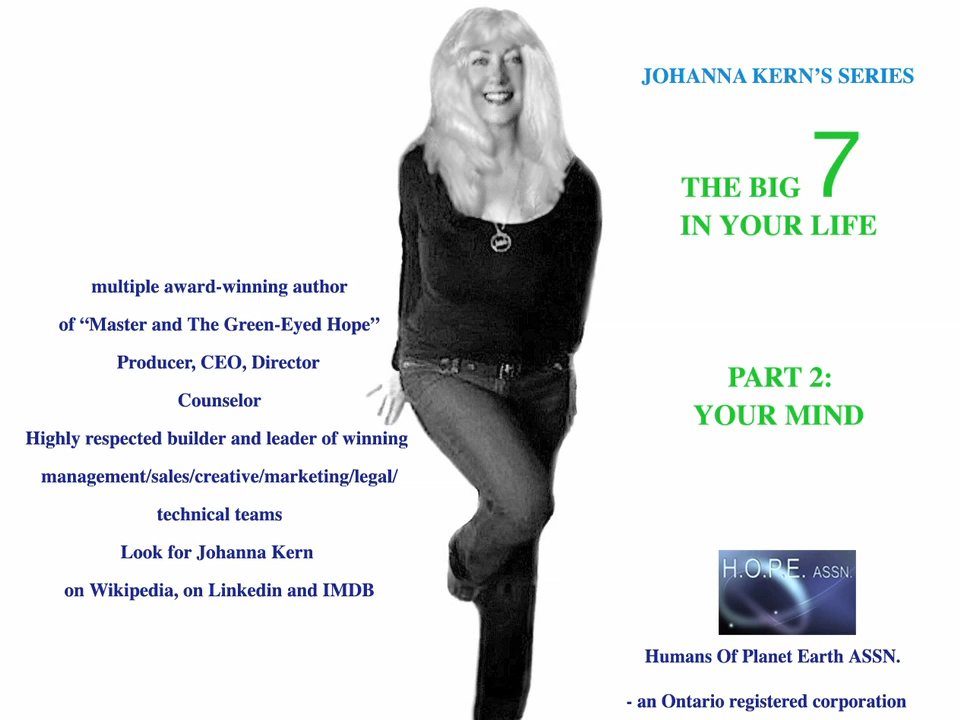 JOHANNA KERN’S SERIES
THE BIG 7
IN YOUR LIFE
multiple award-winning author
of “Master and The Green-Eyed Hope”
Producer, CEO, Director
Counselor
Highly respected builder and leader of winning
management/sales/creative/marketing/legal/
technical teams
Look for Johanna Kern
on Wikipedia, on Linkedin and IMDB
PART 2:
YOUR MIND
H.O.P.E. ASSN.
Humans Of Planet Earth ASSN.
- an Ontario registered corporation